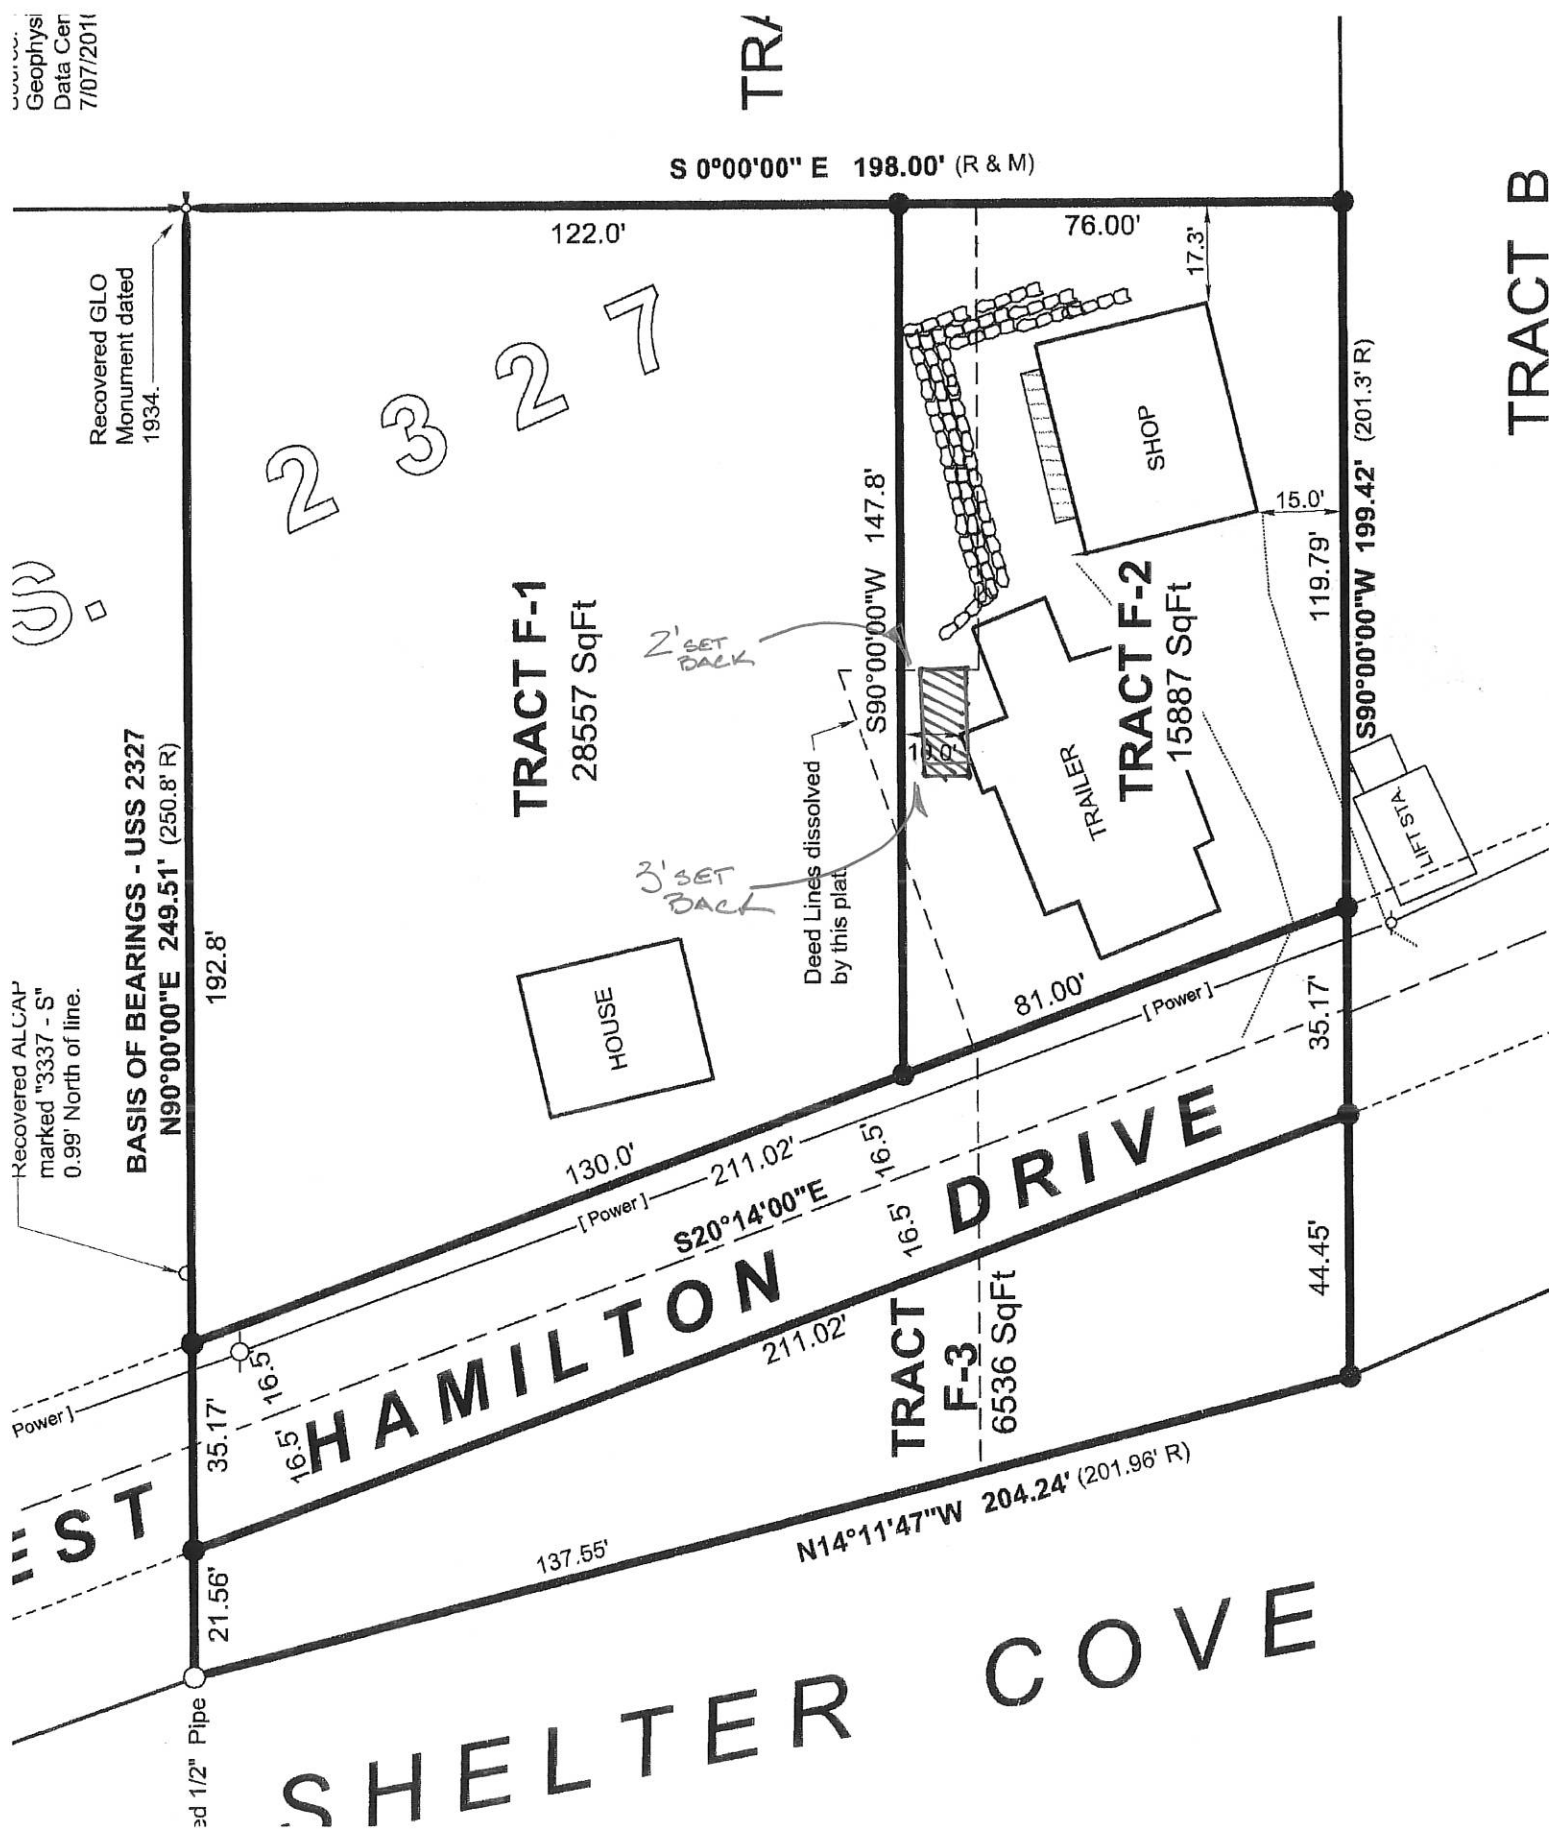 Geophysi
Data Cen
7/07/201
TRA
S 0°00'00" E 198.00' (R & M)
122.0'
76.00'
17.3'
Recovered GLO
Monument dated
1934.
2 3 2 7
S.
TRACT B
SHOP
15.0'
S90°00'00"W 147.8'
119.79'
S90°00'00"W 199.42' (201.3' R)
TRACT F-1
28557 SqFt
2' SET
BACK
TRACT F-2
15887 SqFt
10.0'
TRAILER
LIFT STA.
BASIS OF BEARINGS - USS 2327
N90°00'00"E 249.51' (250.8' R)
192.8'
3' SET
BACK
Deed Lines dissolved
by this plat.
HOUSE
Recovered ALCAP
marked "3337 - S"
0.99' North of line.
81.00'
[ Power ]
35.17'
130.0'
[ Power ]
211.02'
16.5'
S20°14'00"E
16.5'
EST HAMILTON DRIVE
211.02'
TRACT
F-3
6536 SqFt
44.45'
Power ]
16.5'
35.17'
16.5'
21.56'
137.55'
N14°11'47"W 204.24' (201.96' R)
ed 1/2" Pipe
SHELTER COVE